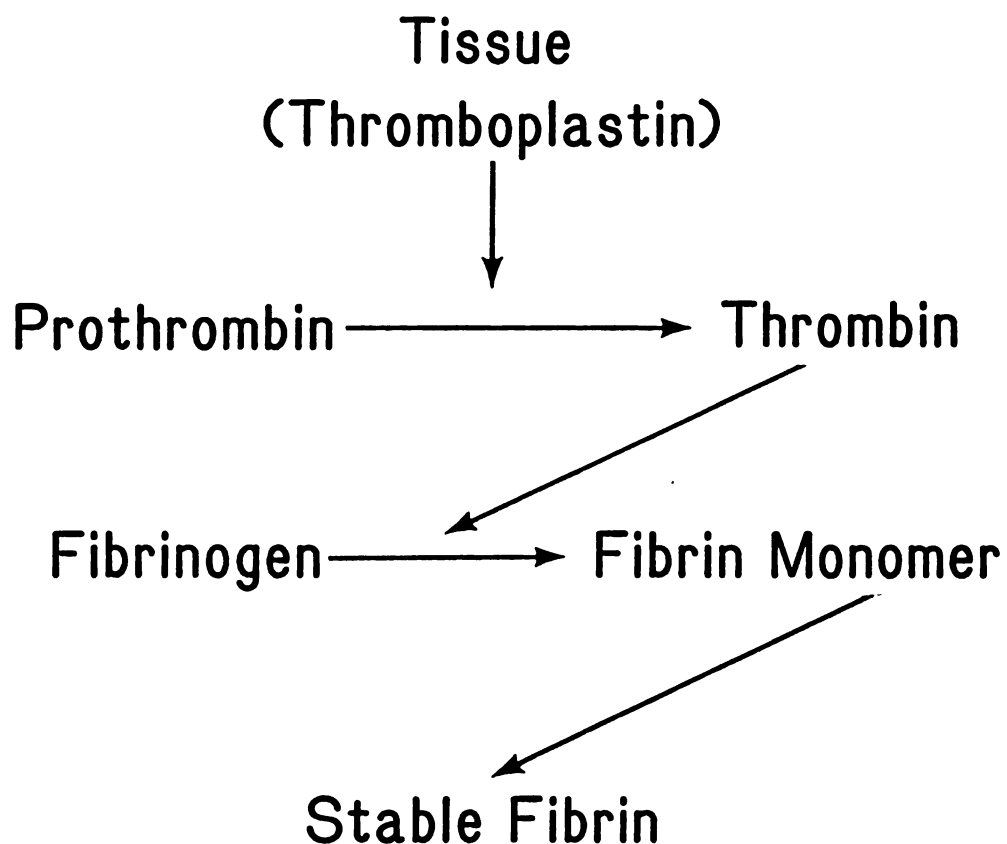 Tissue
(Thromboplastin)
Prothrombin Thrombin
Fibrinogen Fibrin Monomer
Stable Fibrin